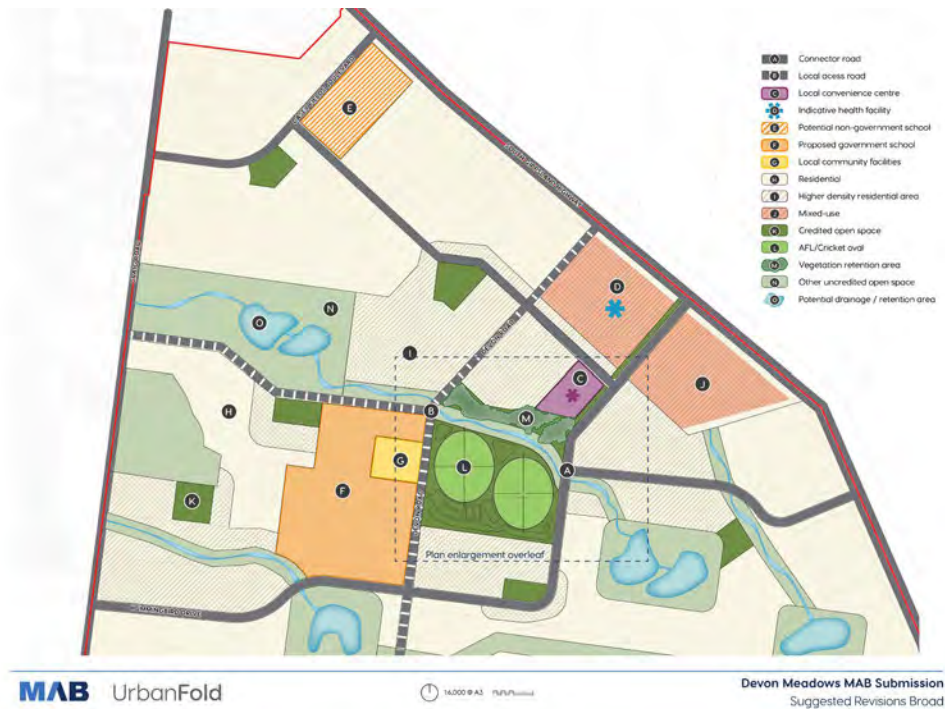 A Connector road
B Local acess road
C Local convenience centre
D Indicative health facility
E Potential non-government school
F Proposed government school
G Local community facilities
H Residential
I Higher density residential area
J Mixed-use
K Credited open space
L AFL/Cricket oval
M Vegetation retention area
N Other uncredited open space
O Potential drainage / retention area
E
SOUTH GIPPSLAND HIGHWAY
D
N
O
I
C
J
H
B
M
G
L
A
K
F
Plan enlargement overleaf
MAB UrbanFold
Devon Meadows MAB Submission
Suggested Revisions Broad